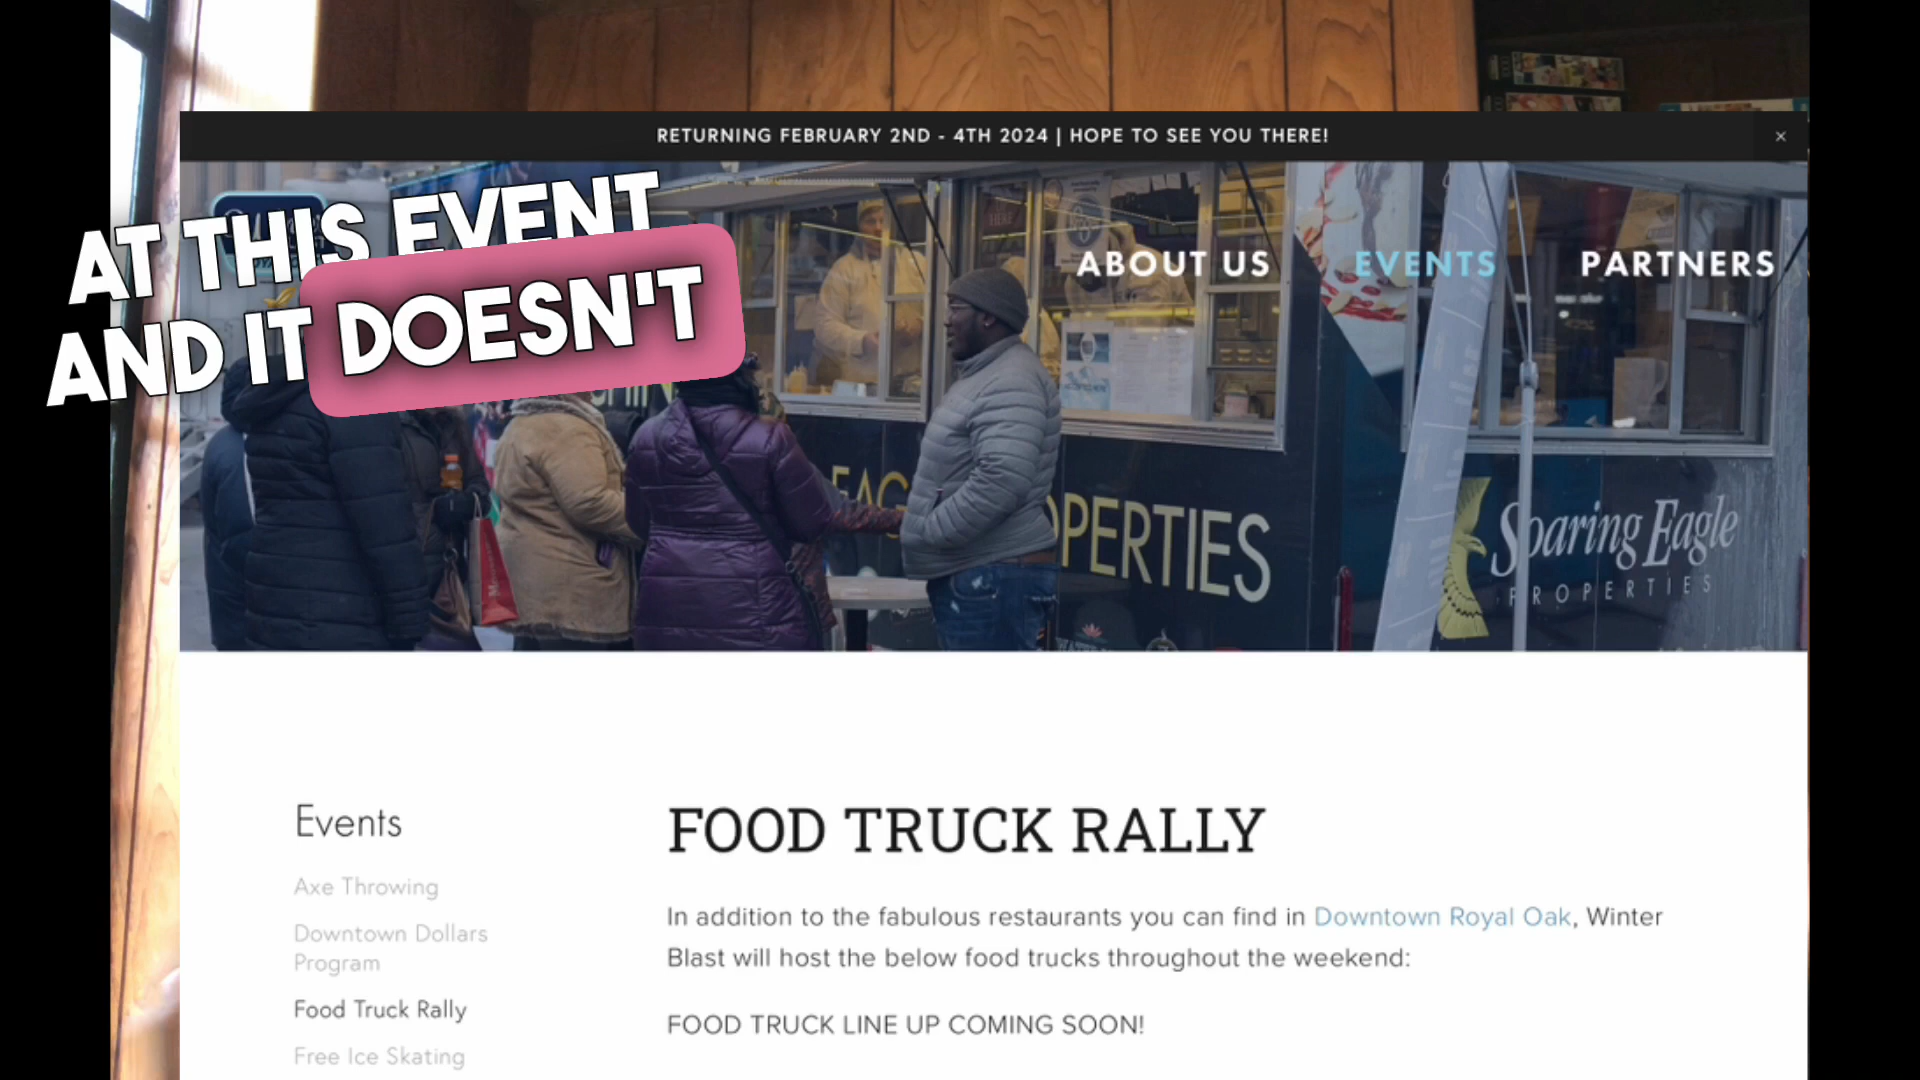 RETURNING FEBRUARY 2ND - 4TH 2024 | HOPE TO SEE YOU THERE!
×
AT THIS EVENT
AND IT DOESN'T
ABOUT US
EVENTS
PARTNERS
OPERTIES
Soaring Eagle
PROPERTIES
Events
Axe Throwing
Downtown Dollars
Program
Food Truck Rally
Free Ice Skating
FOOD TRUCK RALLY
In addition to the fabulous restaurants you can find in Downtown Royal Oak, Winter
Blast will host the below food trucks throughout the weekend:
FOOD TRUCK LINE UP COMING SOON!